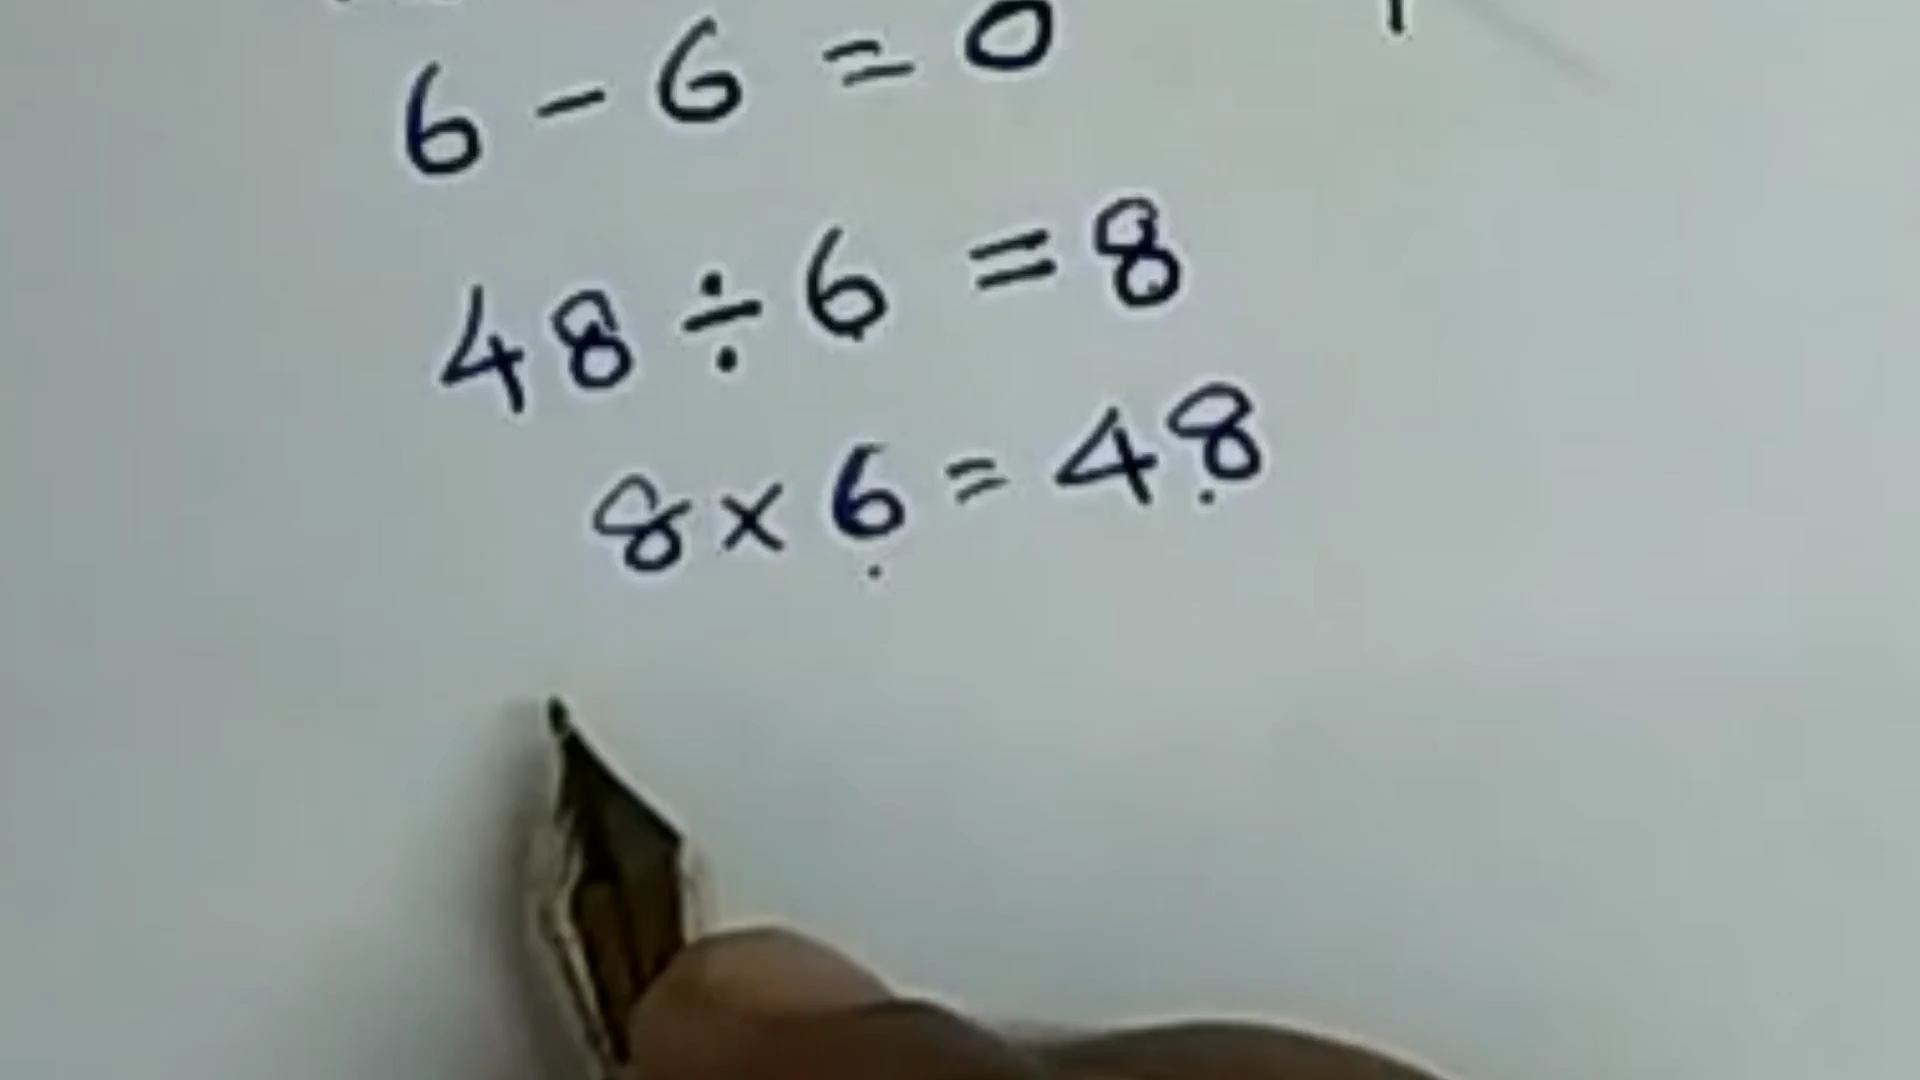 6 - 6 = 0
48 ÷ 6 = 8
8 × 6 = 48